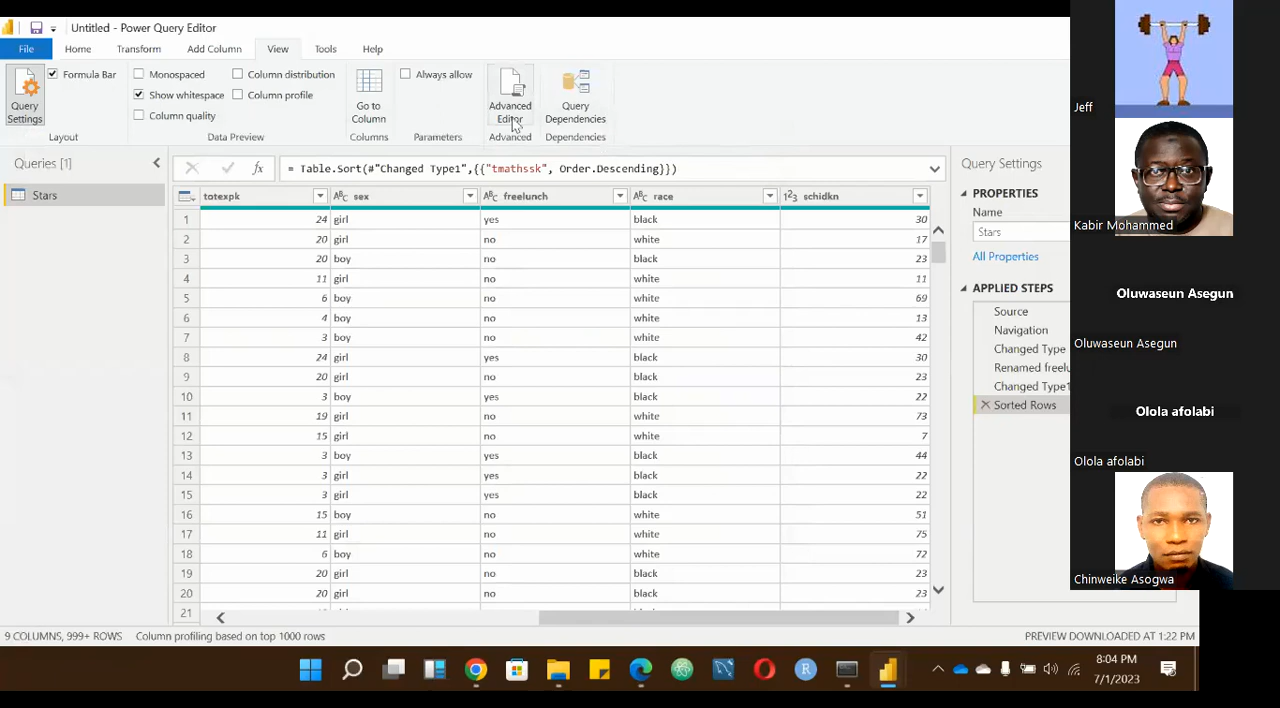 Untitled - Power Query Editor
File Home Transform Add Column View Tools Help
Query Settings
Formula Bar
Layout
Monospaced
Show whitespace
Column quality
Column distribution
Column profile
Data Preview
Go to Column
Columns
Always allow
Parameters
Advanced Editor
Advanced
Query Dependencies
Dependencies
Queries [1]
Stars
fx = Table.Sort(#"Changed Type1",{{"tmathssk", Order.Descending}})
totexpk ABC sex ABC freelunch ABC race 123 schidkn
1 24 girl yes black 30
2 20 girl no white 17
3 20 boy no black 23
4 11 girl no white 11
5 6 boy no white 69
6 4 boy no white 13
7 3 boy no white 42
8 24 girl yes black 30
9 20 girl no black 23
10 3 boy yes black 22
11 19 girl no white 73
12 15 girl no white 7
13 3 boy yes black 44
14 3 girl yes black 22
15 3 girl yes black 22
16 15 boy no white 51
17 11 girl no white 75
18 6 boy no white 72
19 20 girl no black 23
20 20 girl no black 23
21
Query Settings
PROPERTIES
Name
Stars
All Properties
APPLIED STEPS
Source
Navigation
Changed Type
Renamed freelu
Changed Type1
Sorted Rows
Jeff
Kabir Mohammed
Oluwaseun Asegun
Oluwaseun Asegun
Olola afolabi
Olola afolabi
Chinweike Asogwa
9 COLUMNS, 999+ ROWS Column profiling based on top 1000 rows PREVIEW DOWNLOADED AT 1:22 PM
8:04 PM
7/1/2023